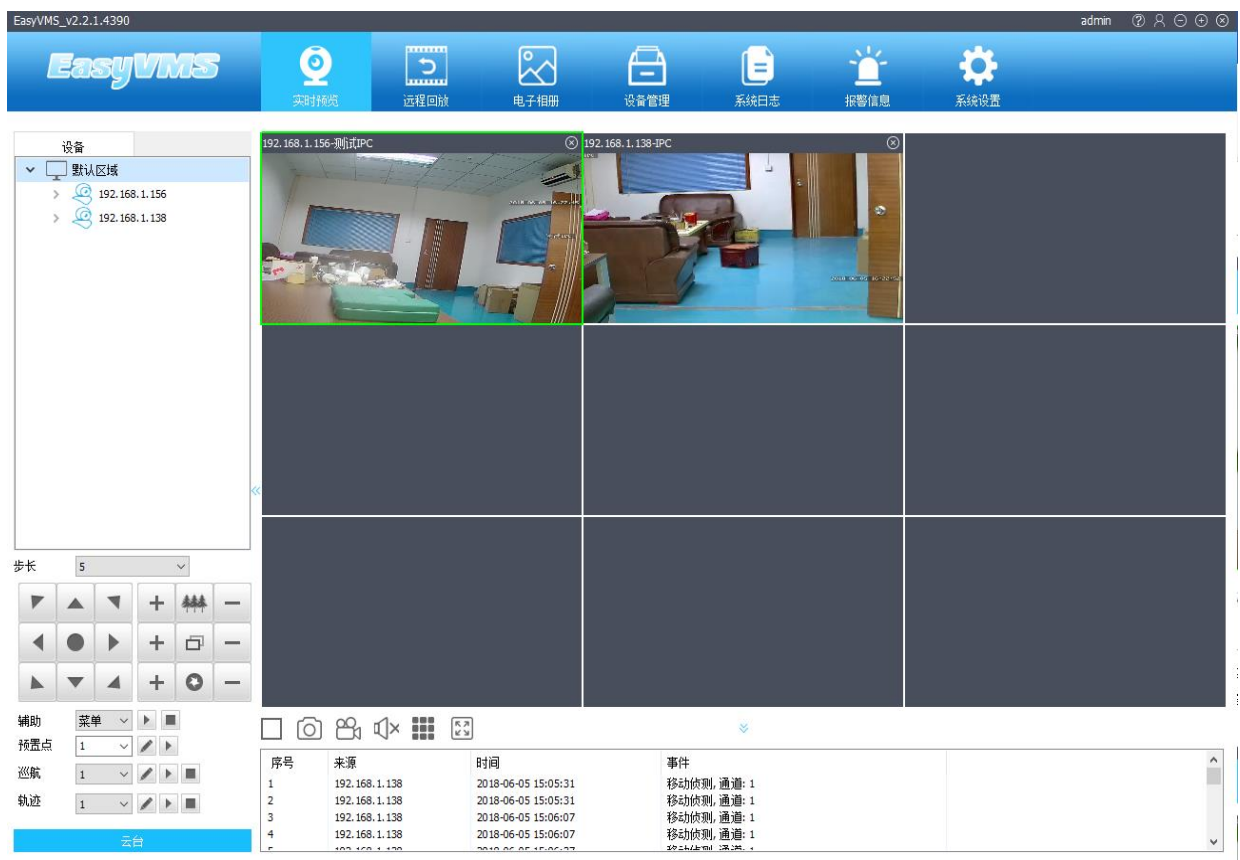 EasyVMS_v2.2.1.4390 admin
EasyVMS
实时预览 远程回放 电子相册 设备管理 系统日志 报警信息 系统设置
设备
默认区域
192.168.1.156
192.168.1.138
192.168.1.156-测试IPC
192.168.1.138-IPC
步长 5
辅助 菜单
预置点 1
巡航 1
轨迹 1
云台
序号 来源 时间 事件
1 192.168.1.138 2018-06-05 15:05:31 移动侦测, 通道: 1
2 192.168.1.138 2018-06-05 15:05:31 移动侦测, 通道: 1
3 192.168.1.138 2018-06-05 15:06:07 移动侦测, 通道: 1
4 192.168.1.138 2018-06-05 15:06:07 移动侦测, 通道: 1